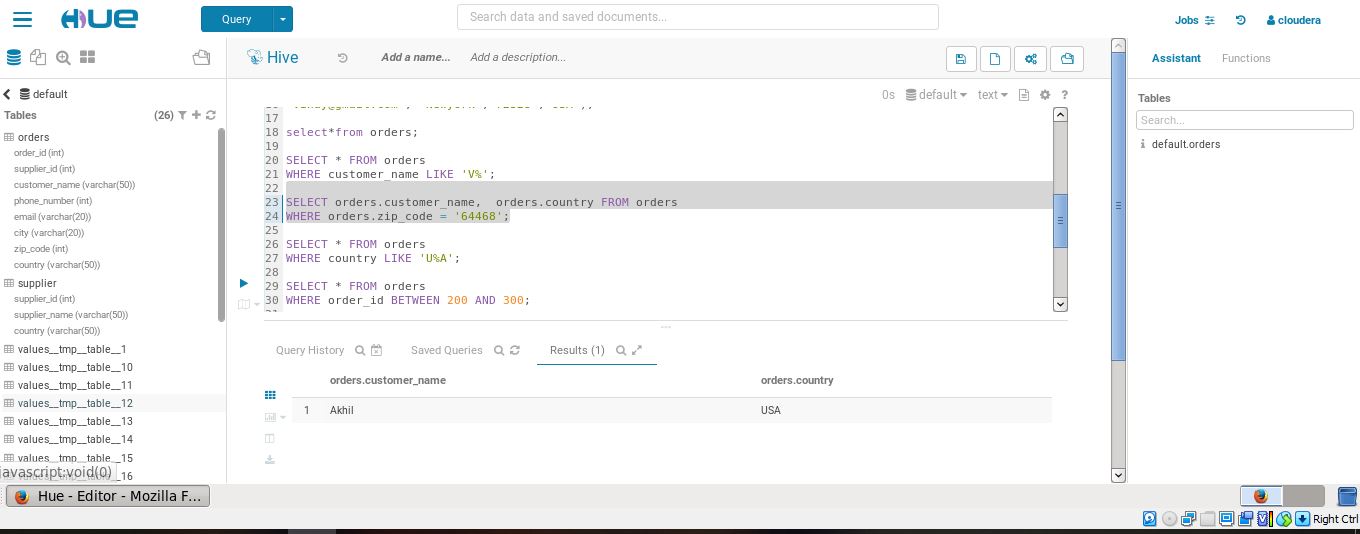 HUE
Query
Search data and saved documents...
Jobs
cloudera
Hive
Add a name...
Add a description...
Assistant
Functions
default
Tables
(26)
orders
order_id (int)
supplier_id (int)
customer_name (varchar(50))
phone_number (int)
email (varchar(20))
city (varchar(20))
zip_code (int)
country (varchar(50))
supplier
supplier_id (int)
supplier_name (varchar(50))
country (varchar(50))
values__tmp__table__1
values__tmp__table__10
values__tmp__table__11
values__tmp__table__12
values__tmp__table__13
values__tmp__table__14
values__tmp__table__15
values__tmp__table__16
javascript:void(0)
0s
default
text
?
17
18 select*from orders;
19
20 SELECT * FROM orders
21 WHERE customer_name LIKE 'V%';
22
23 SELECT orders.customer_name,  orders.country FROM orders
24 WHERE orders.zip_code = '64468';
25
26 SELECT * FROM orders
27 WHERE country LIKE 'U%A';
28
29 SELECT * FROM orders
30 WHERE order_id BETWEEN 200 AND 300;
Query History
Saved Queries
Results (1)
orders.customer_name orders.country
1 Akhil USA
Tables
Search...
default.orders
Hue - Editor - Mozilla F...
Right Ctrl